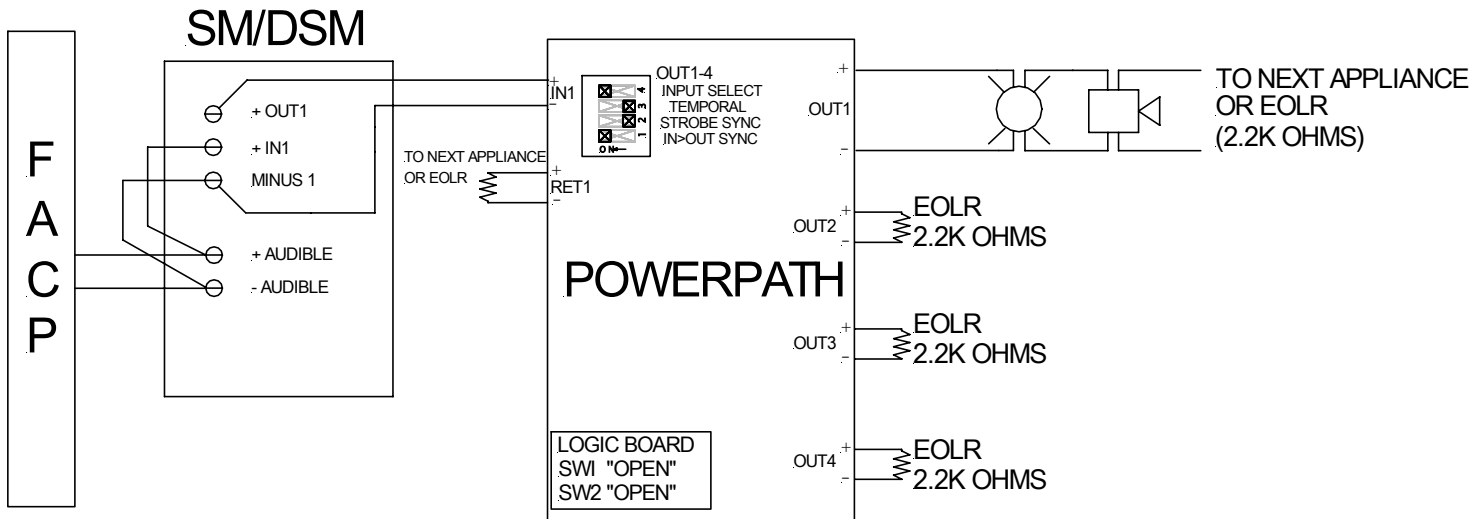 SM/DSM
F
A
C
P
+ OUT1
+ IN1
MINUS 1
+ AUDIBLE
- AUDIBLE
+
IN1
-
OUT1-4
INPUT SELECT
TEMPORAL
STROBE SYNC
IN>OUT SYNC
4
3
2
1
ON
TO NEXT APPLIANCE
OR EOLR
+
RET1
-
POWERPATH
LOGIC BOARD
SWI "OPEN"
SW2 "OPEN"
+
OUT1
-
TO NEXT APPLIANCE
OR EOLR
(2.2K OHMS)
+
OUT2
-
EOLR
2.2K OHMS
+
OUT3
-
EOLR
2.2K OHMS
+
OUT4
-
EOLR
2.2K OHMS